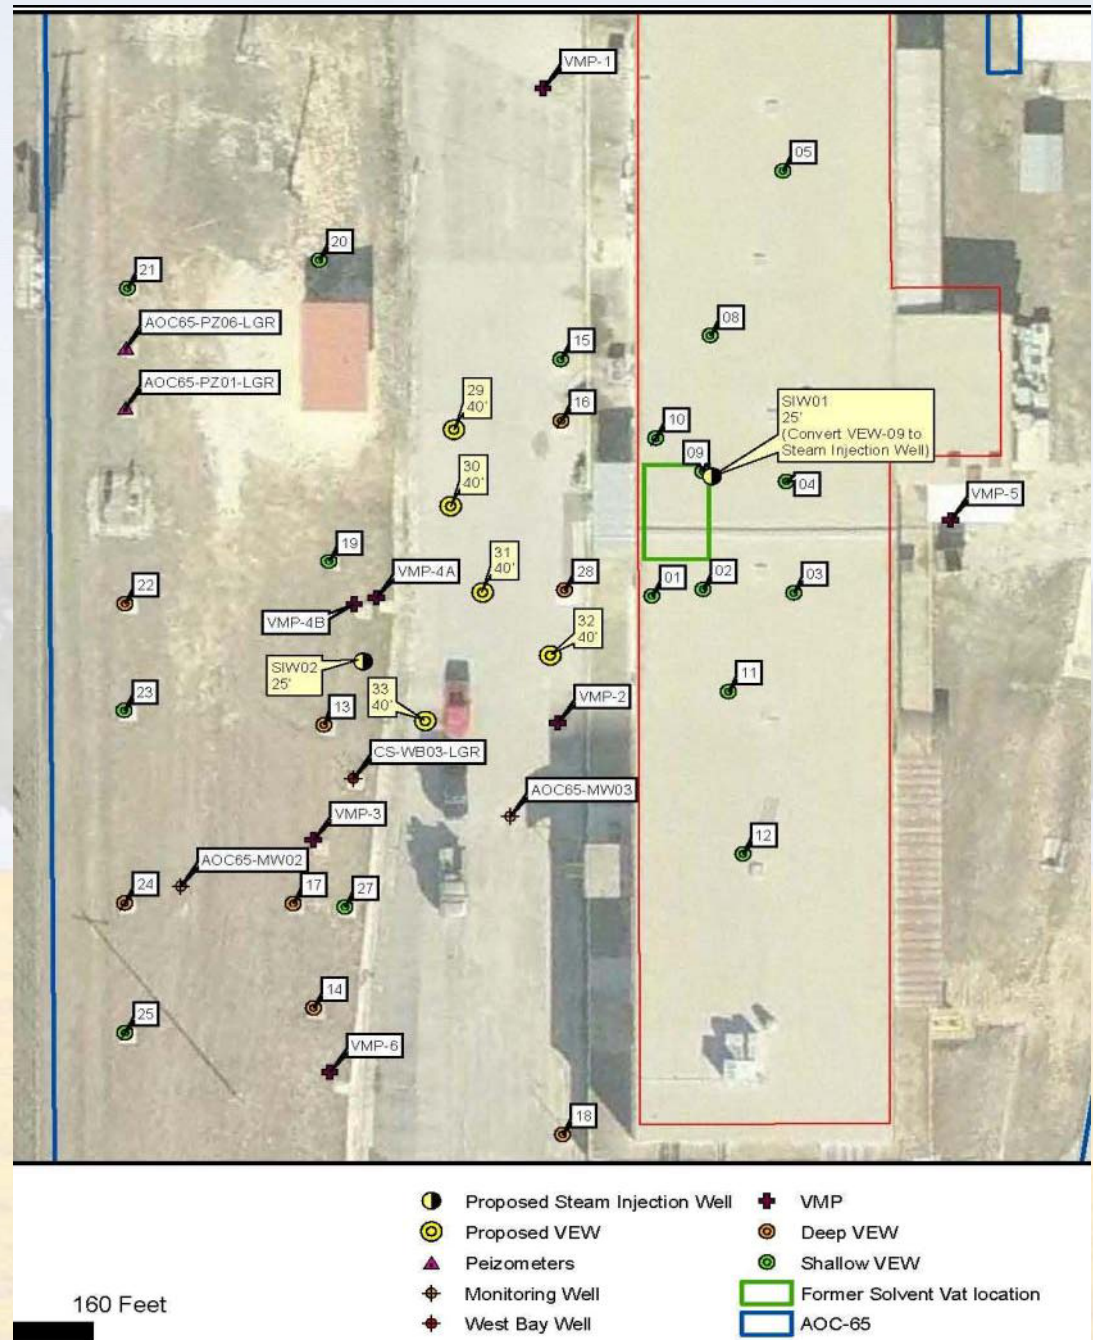 VMP-1
05
20
21
AOC65-PZ06-LGR
08
15
AOC65-PZ01-LGR
29
40'
16
SIW01
25'
(Convert VEW-09 to
Steam Injection Well)
10
09
30
40'
04
VMP-5
19
31
40'
VMP-4A
28
22
01
02
03
VMP-4B
32
40'
SIW02
25'
11
23
33
40'
13
VMP-2
CS-WB03-LGR
AOC65-MW03
VMP-3
12
AOC65-MW02
24
17
27
14
25
VMP-6
18
Proposed Steam Injection Well
VMP
Proposed VEW
Deep VEW
Peizometers
Shallow VEW
Monitoring Well
Former Solvent Vat location
160 Feet
West Bay Well
AOC-65